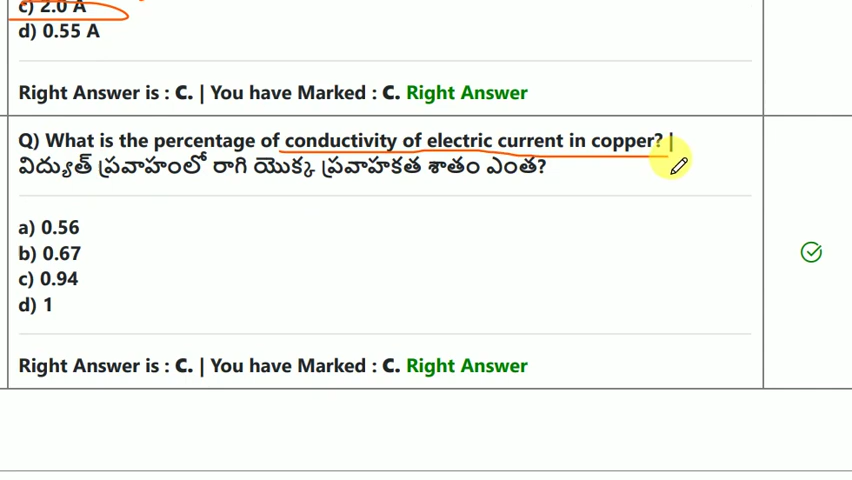 c) 2.0 A
d) 0.55 A
Right Answer is : C. | You have Marked : C. Right Answer
Q) What is the percentage of conductivity of electric current in copper? |
విద్యుత్ ప్రవాహంలో రాగి యొక్క ప్రవాహకత శాతం ఎంత?
a) 0.56
b) 0.67
c) 0.94
d) 1
Right Answer is : C. | You have Marked : C. Right Answer